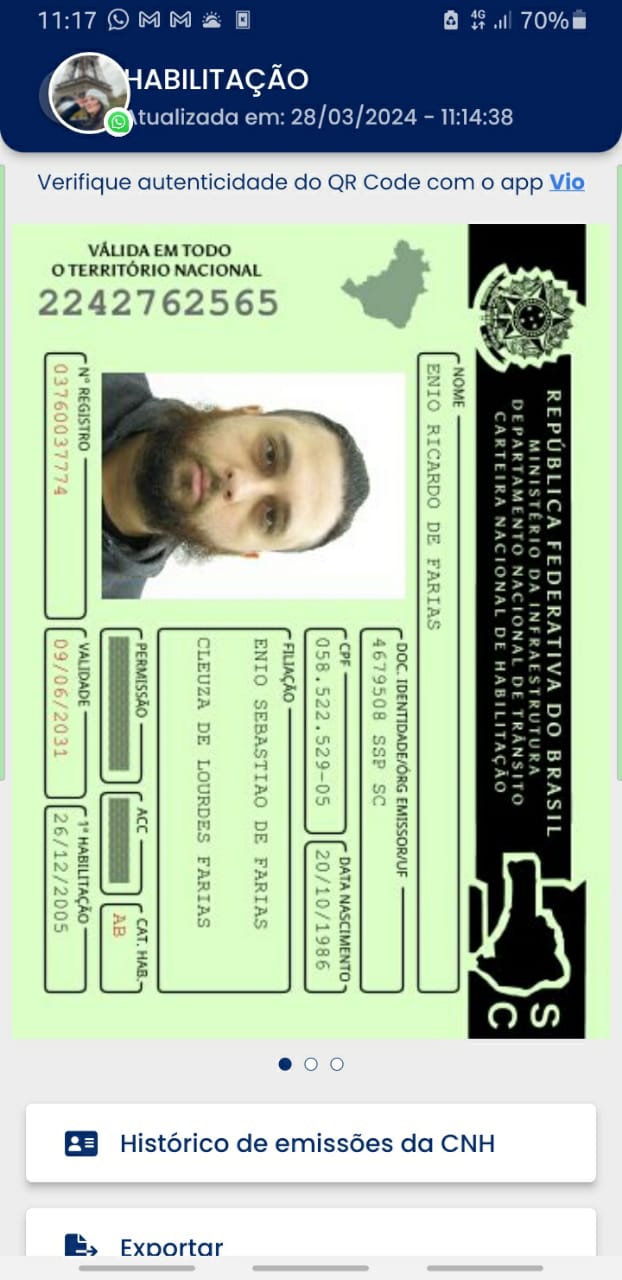 11:17
4G
70%
HABILITAÇÃO
Atualizada em: 28/03/2024 - 11:14:38
Verifique autenticidade do QR Code com o app Vio
REPÚBLICA FEDERATIVA DO BRASIL
MINISTÉRIO DA INFRAESTRUTURA
DEPARTAMENTO NACIONAL DE TRÂNSITO
CARTEIRA NACIONAL DE HABILITAÇÃO
SC
VÁLIDA EM TODO
O TERRITÓRIO NACIONAL
2242762565
NOME
ENIO RICARDO DE FARIAS
DOC. IDENTIDADE/ÓRG EMISSOR/UF
4679508 SSP SC
CPF
058.522.529-05
DATA NASCIMENTO
20/10/1986
FILIAÇÃO
ENIO SEBASTIAO DE FARIAS
CLEUZA DE LOURDES FARIAS
PERMISSÃO
ACC
CAT. HAB.
AB
Nº REGISTRO
03760037774
VALIDADE
09/06/2031
1ª HABILITAÇÃO
26/12/2005
Histórico de emissões da CNH
Exportar